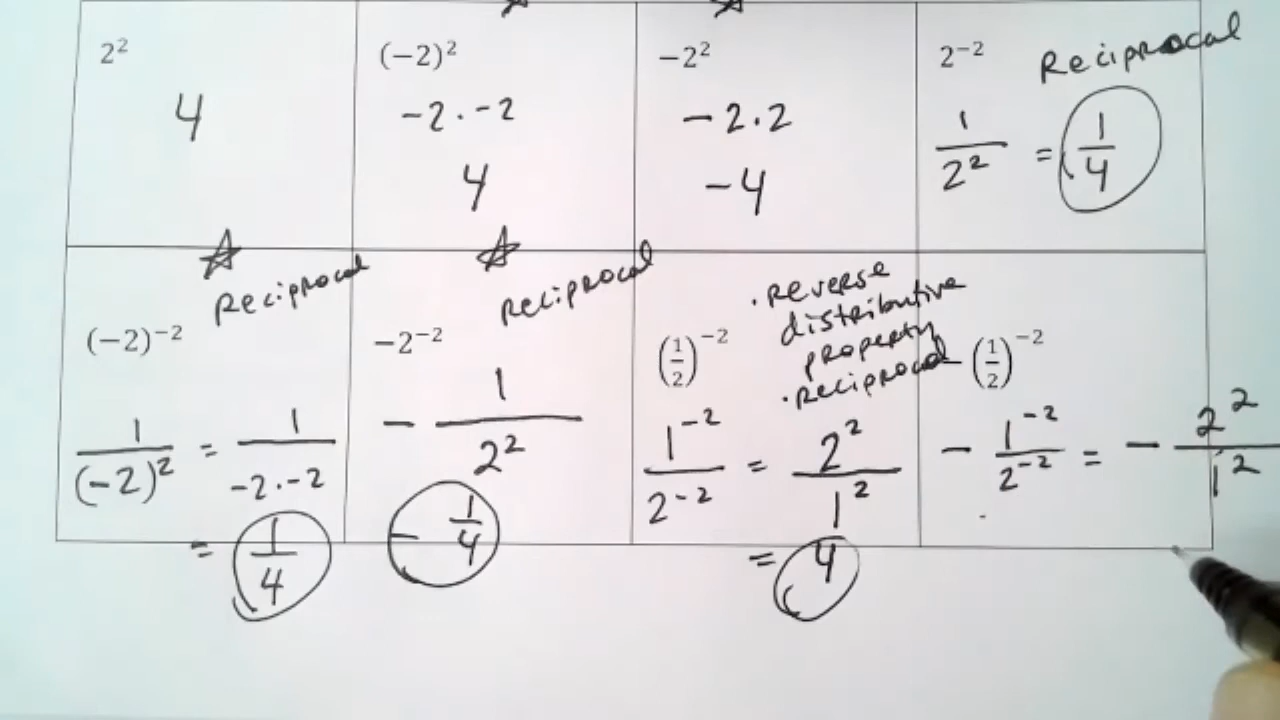 2² (−2)² −2² 2⁻² Reciprocal
4 -2 · -2 -2 · 2 1/2² = 1/4
4 -4
Reciprocal reciprocal · reverse
distributive
property
· reciprocal
(−2)⁻² −2⁻² (1/2)⁻² −(1/2)⁻²
1/(-2)² = 1/(-2 · -2) - 1/2² 1⁻²/2⁻² = 2²/1² - 1⁻²/2⁻² = - 2²/1²
= 1/4 - 1/4 = 4